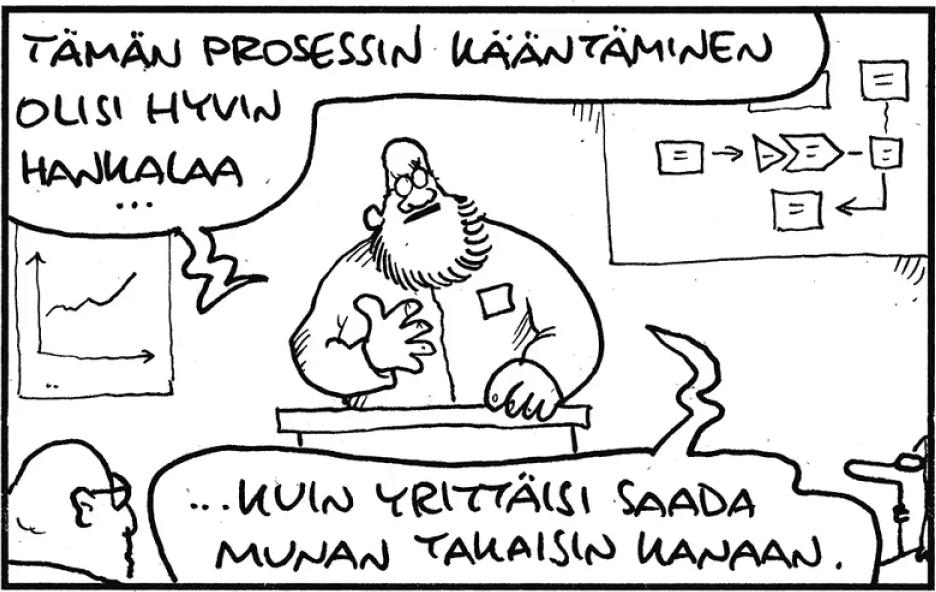 TÄMÄN PROSESSIN KÄÄNTÄMINEN
OLISI HYVIN
HANKALAA
...
...KUIN YRITTÄISI SAADA
MUNAN TAKAISIN KANAAN.